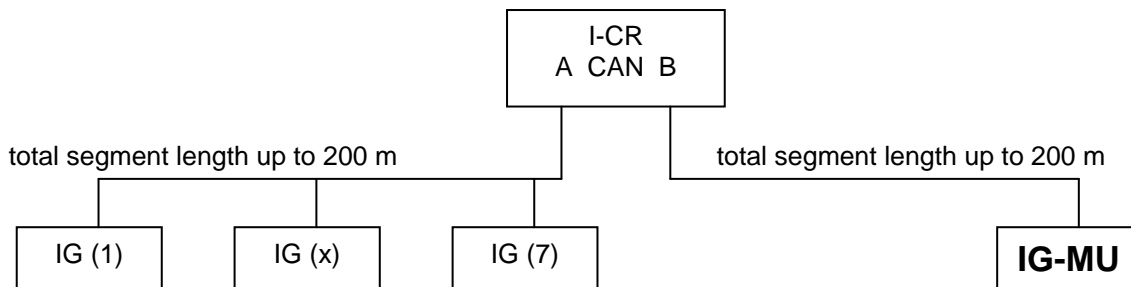 I-CR
A CAN B
total segment length up to 200 m
total segment length up to 200 m
IG (1)
IG (x)
IG (7)
IG-MU